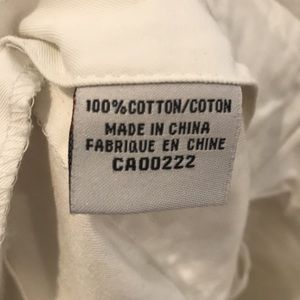 100%COTTON/COTON
MADE IN CHINA
FABRIQUE EN CHINE
CA00222